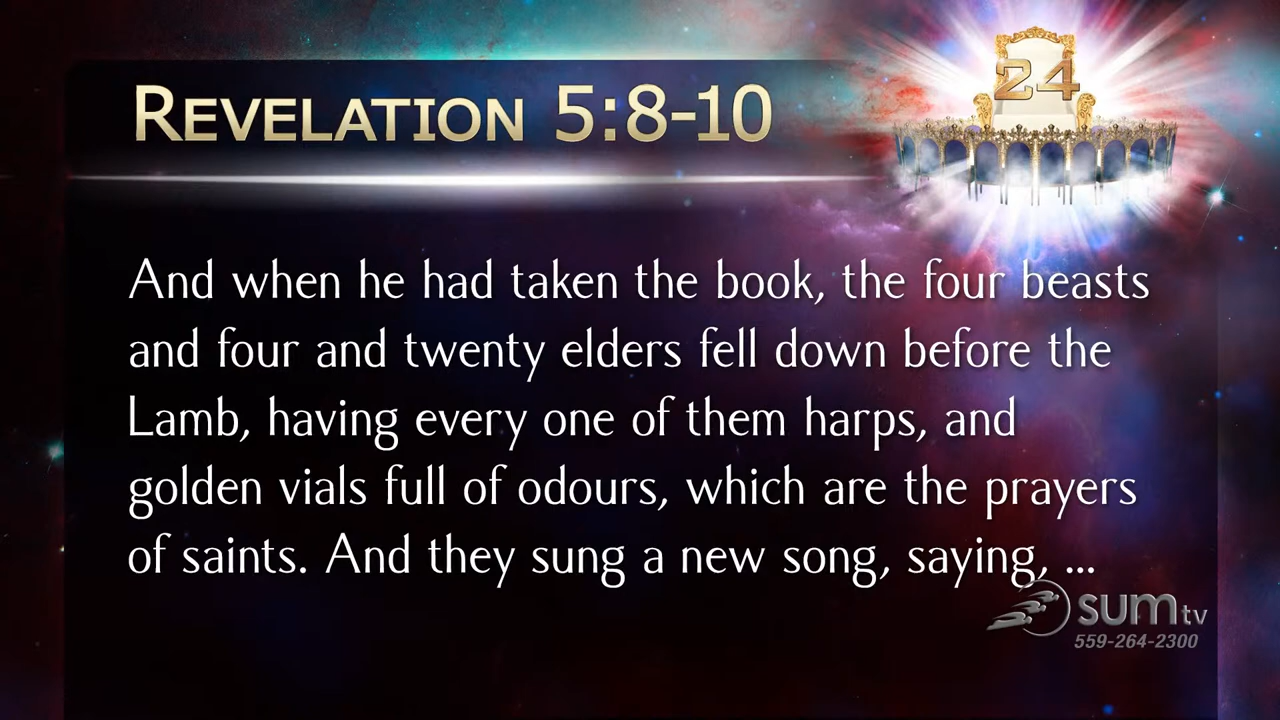 24
REVELATION 5:8-10
And when he had taken the book, the four beasts
and four and twenty elders fell down before the
Lamb, having every one of them harps, and
golden vials full of odours, which are the prayers
of saints. And they sung a new song, saying, ...
sum tv
559-264-2300